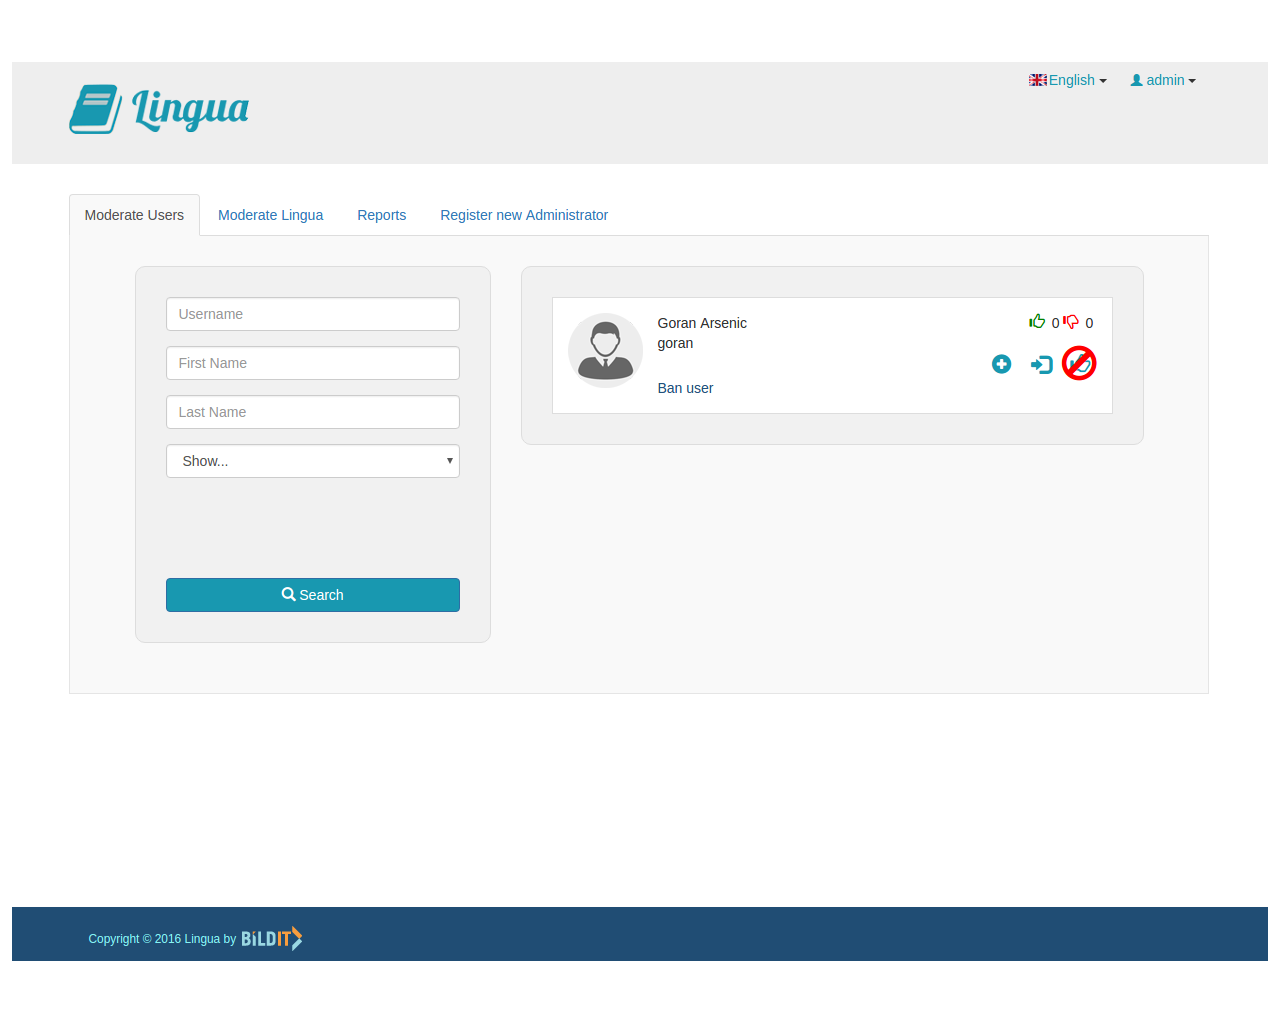 English
admin
Lingua
Moderate Users
Moderate Lingua
Reports
Register new Administrator
Username
First Name
Last Name
Show...
Search
Goran Arsenic
goran
Ban user
0
0
Copyright © 2016 Lingua by BiLDIT